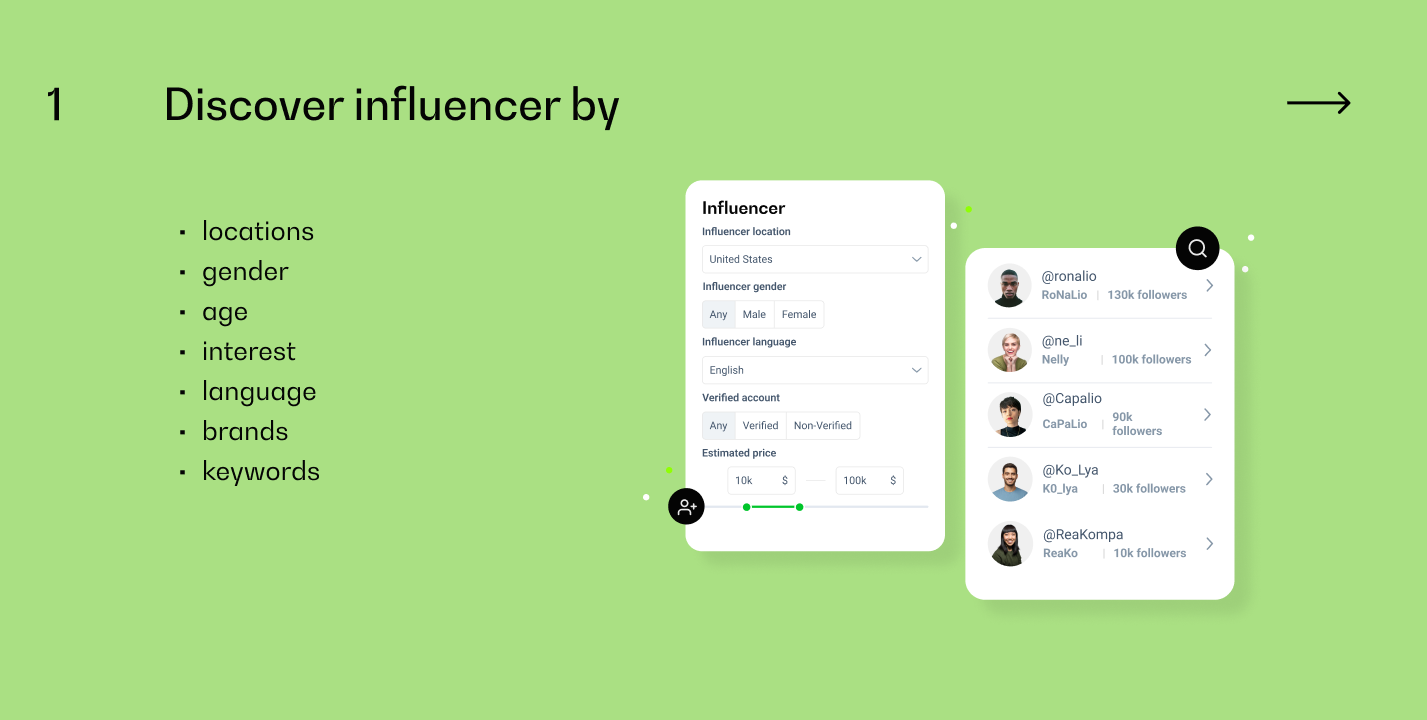 1
Discover influencer by
locations
gender
age
interest
language
brands
keywords
Influencer
Influencer location
United States
Influencer gender
Any Male Female
Influencer language
English
Verified account
Any Verified Non-Verified
Estimated price
10k $ 100k $
@ronalio
RoNaLio | 130k followers
@ne_li
Nelly | 100k followers
@Capalio
CaPaLio | 90k
followers
@Ko_Lya
K0_lya | 30k followers
@ReaKompa
ReaKo | 10k followers